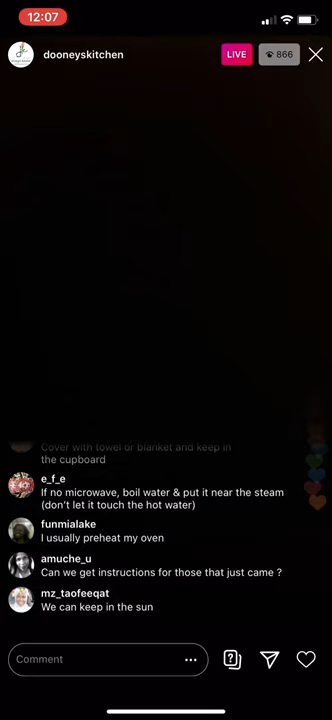 12:07
dooneyskitchen
LIVE
866
Cover with towel or blanket and keep in
the cupboard
e_f_e
If no microwave, boil water & put it near the steam
(don't let it touch the hot water)
funmialake
I usually preheat my oven
amuche_u
Can we get instructions for those that just came ?
mz_taofeeqat
We can keep in the sun
Comment